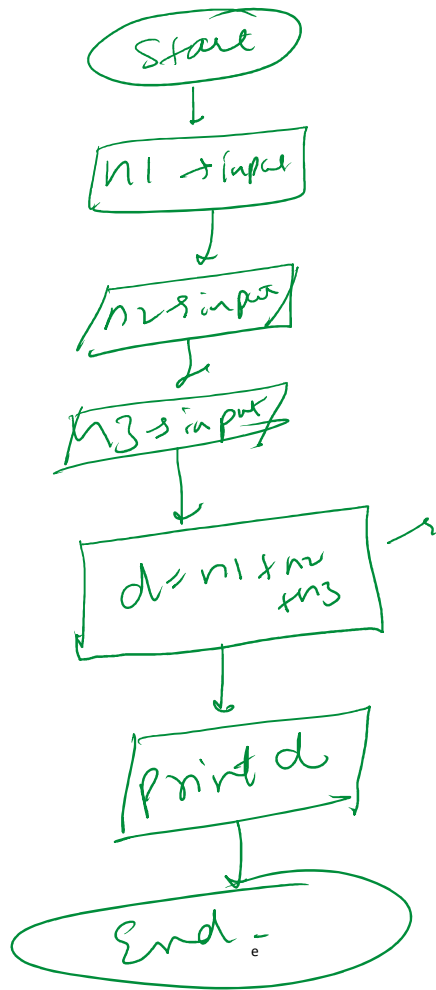 Start
n1 → input
n2 → input
n3 → input
d = n1 + n2
+n3
print d
End -
e